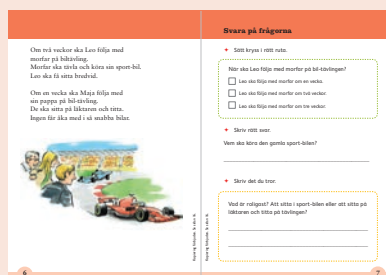 Om två veckor ska Leo följa med
morfar på biltävling.
Morfar ska tävla och köra sin sport-bil.
Leo ska få sitta bredvid.
Om en vecka ska Maja följa med
sin pappa på bil-tävling.
De ska sitta på läktaren och titta.
Ingen får åka med i så snabba bilar.
6
Svara på frågorna
Sätt kryss i rätt ruta.
När ska Leo följa med morfar på bil-tävlingen?
Leo ska följa med morfar om en vecka.
Leo ska följa med morfar om två veckor.
Leo ska följa med morfar om tre veckor.
Skriv rätt svar.
Vem ska köra den gamla sport-bilen?
Skriv det du tror.
Vad är roligast? Att sitta i sport-bilen eller att sitta på
läktaren och titta på tävlingen?
7